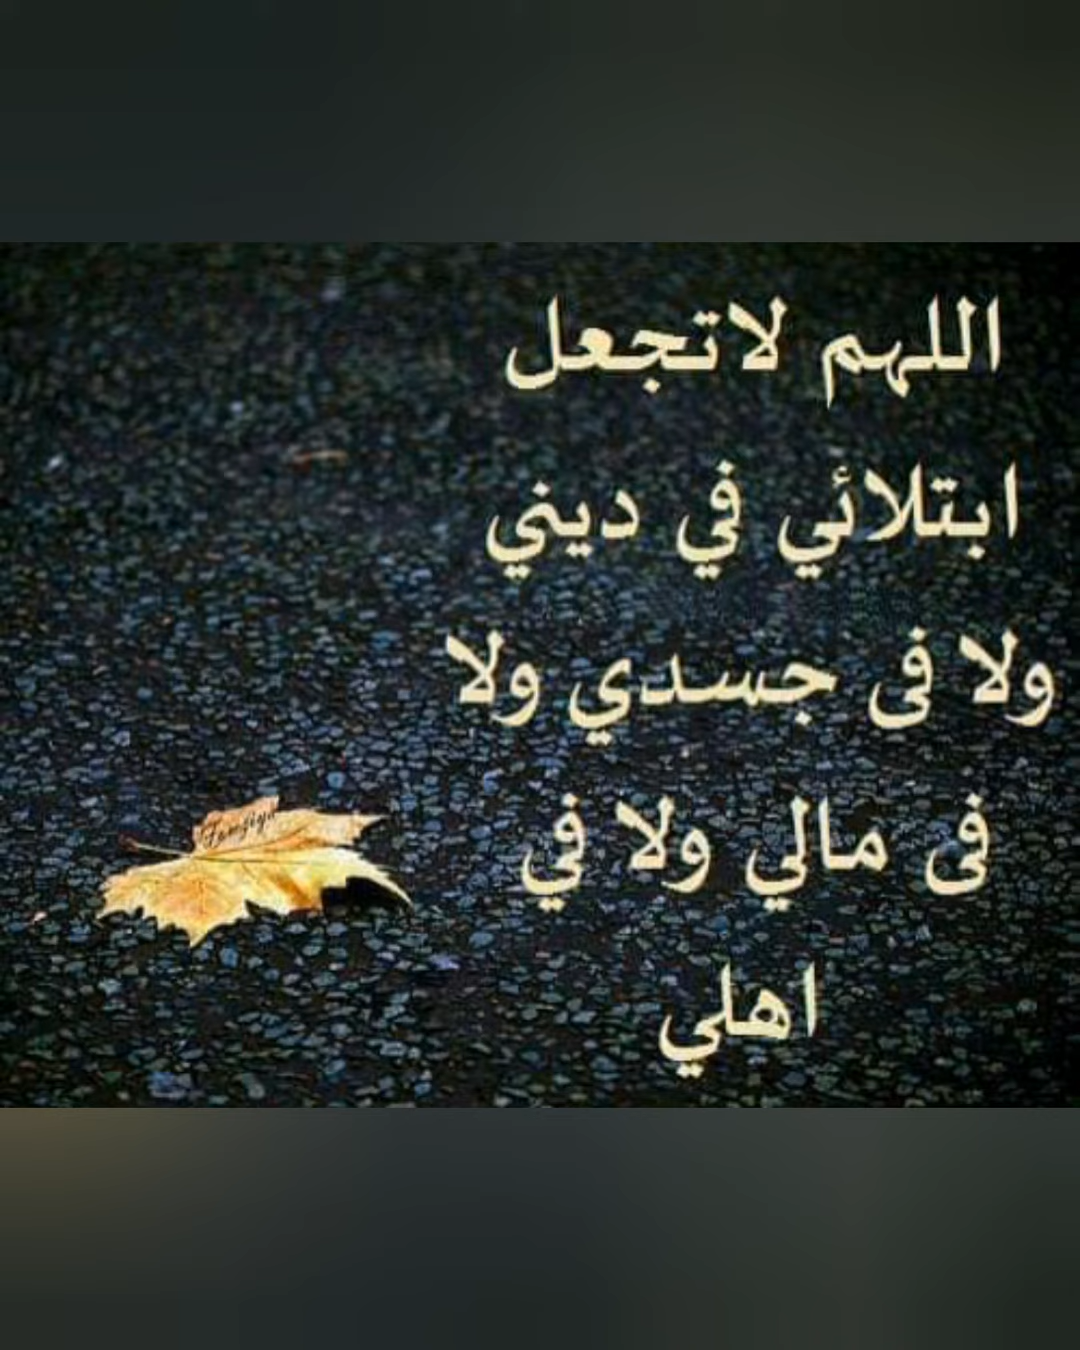 اللهم لاتجعل
ابتلائي في ديني
ولا فى جسدي ولا
فى مالي ولا في
اهلي